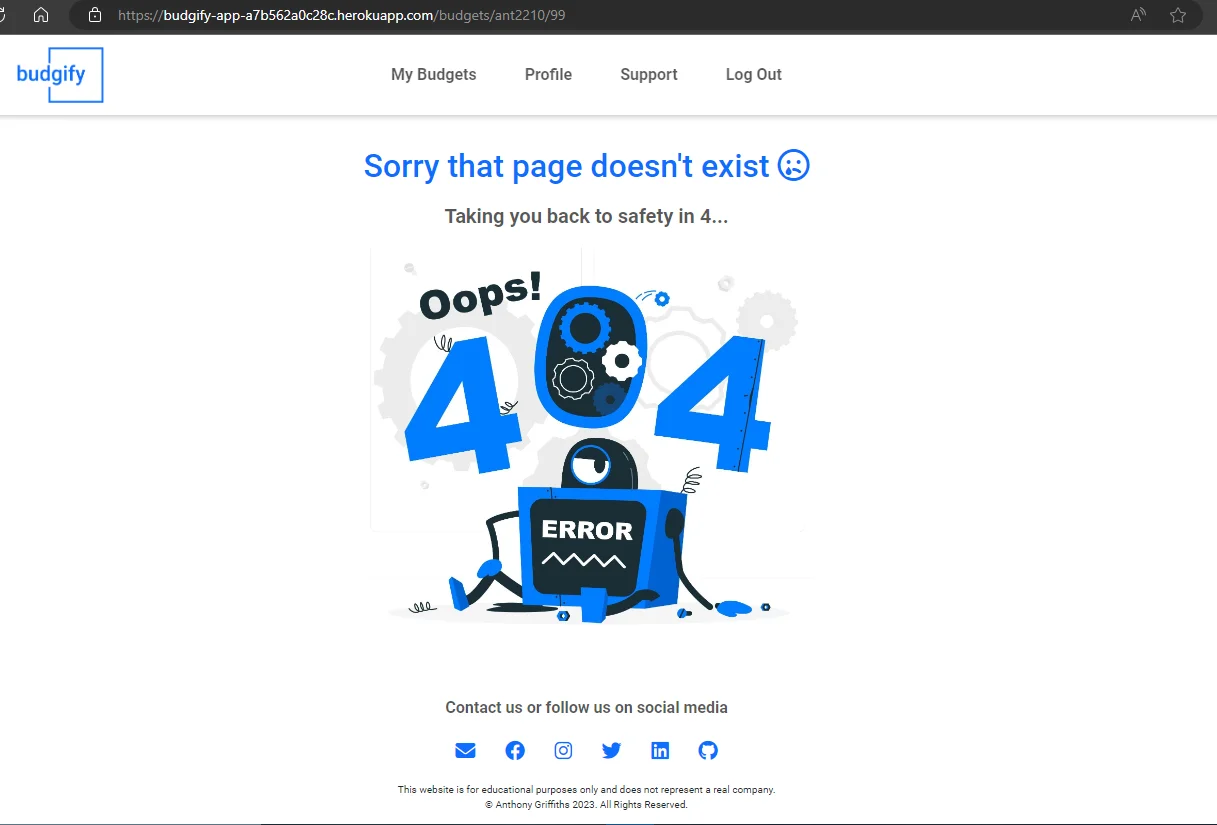 https://budgify-app-a7b562a0c28c.herokuapp.com/budgets/ant2210/99
budgify
My Budgets Profile Support Log Out
Sorry that page doesn't exist
Taking you back to safety in 4...
Oops!
404
ERROR
Contact us or follow us on social media
This website is for educational purposes only and does not represent a real company.
© Anthony Griffiths 2023. All Rights Reserved.